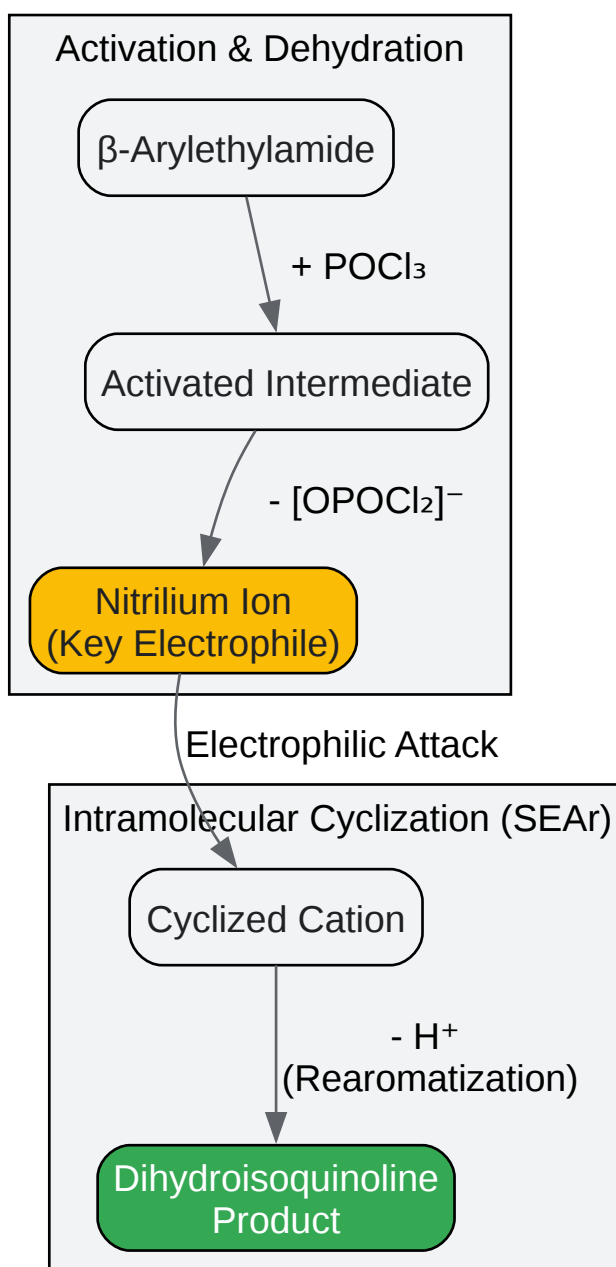 Activation & Dehydration
β-Arylethylamide
+ POCl₃
Activated Intermediate
- [OPOCl₂]⁻
Nitrilium Ion
(Key Electrophile)
Electrophilic Attack
Intramolecular Cyclization (SEAr)
Cyclized Cation
- H⁺
(Rearomatization)
Dihydroisoquinoline
Product